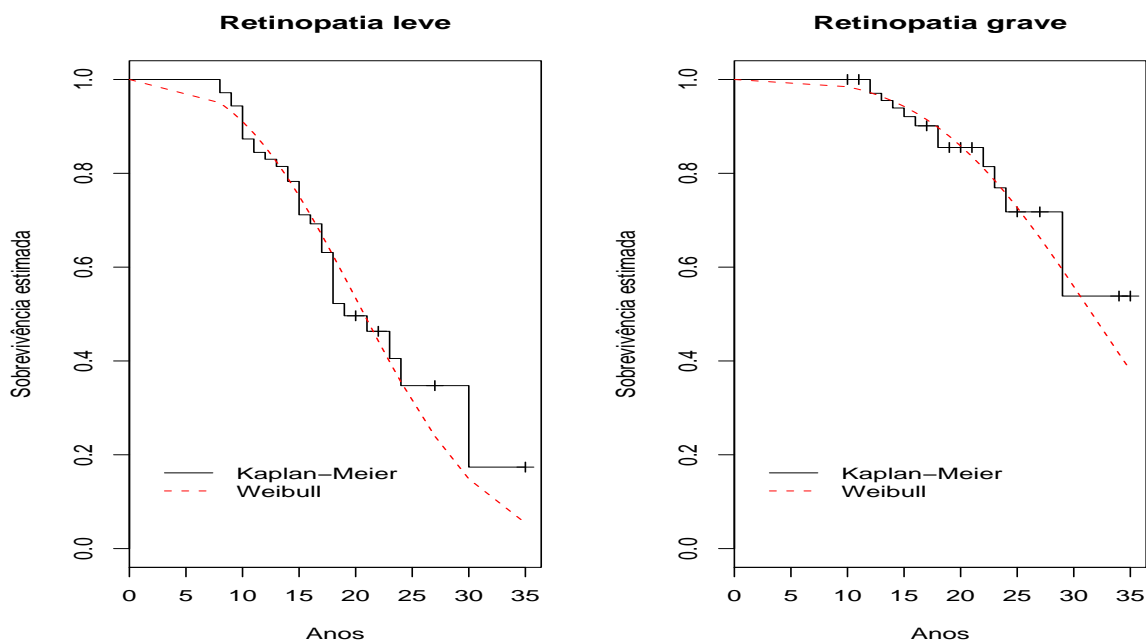 Retinopatia leve
Sobrevivência estimada
1.0
0.8
0.6
0.4
0.2
0.0
Kaplan−Meier
Weibull
0 5 10 15 20 25 30 35
Anos
Retinopatia grave
Sobrevivência estimada
1.0
0.8
0.6
0.4
0.2
0.0
Kaplan−Meier
Weibull
0 5 10 15 20 25 30 35
Anos